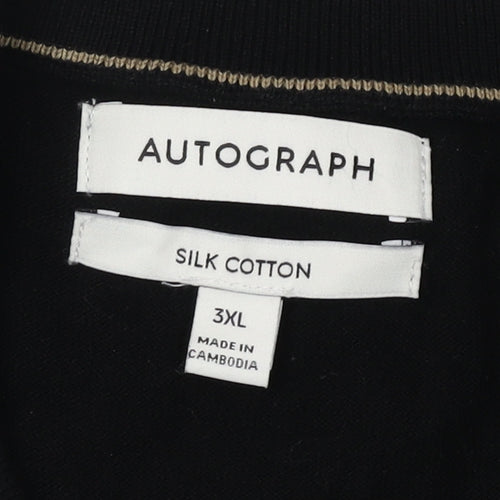 AUTOGRAPH
SILK COTTON
3XL
MADE IN
CAMBODIA